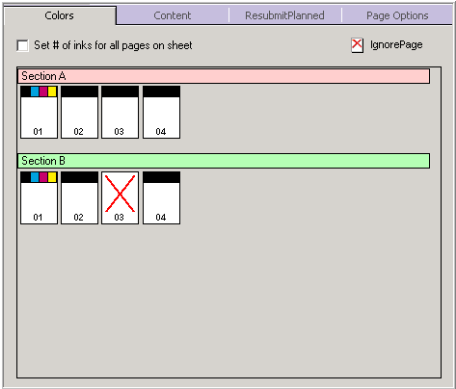 Colors Content ResubmitPlanned Page Options
Set # of inks for all pages on sheet IgnorePage
Section A
01 02 03 04
Section B
01 02 03 04